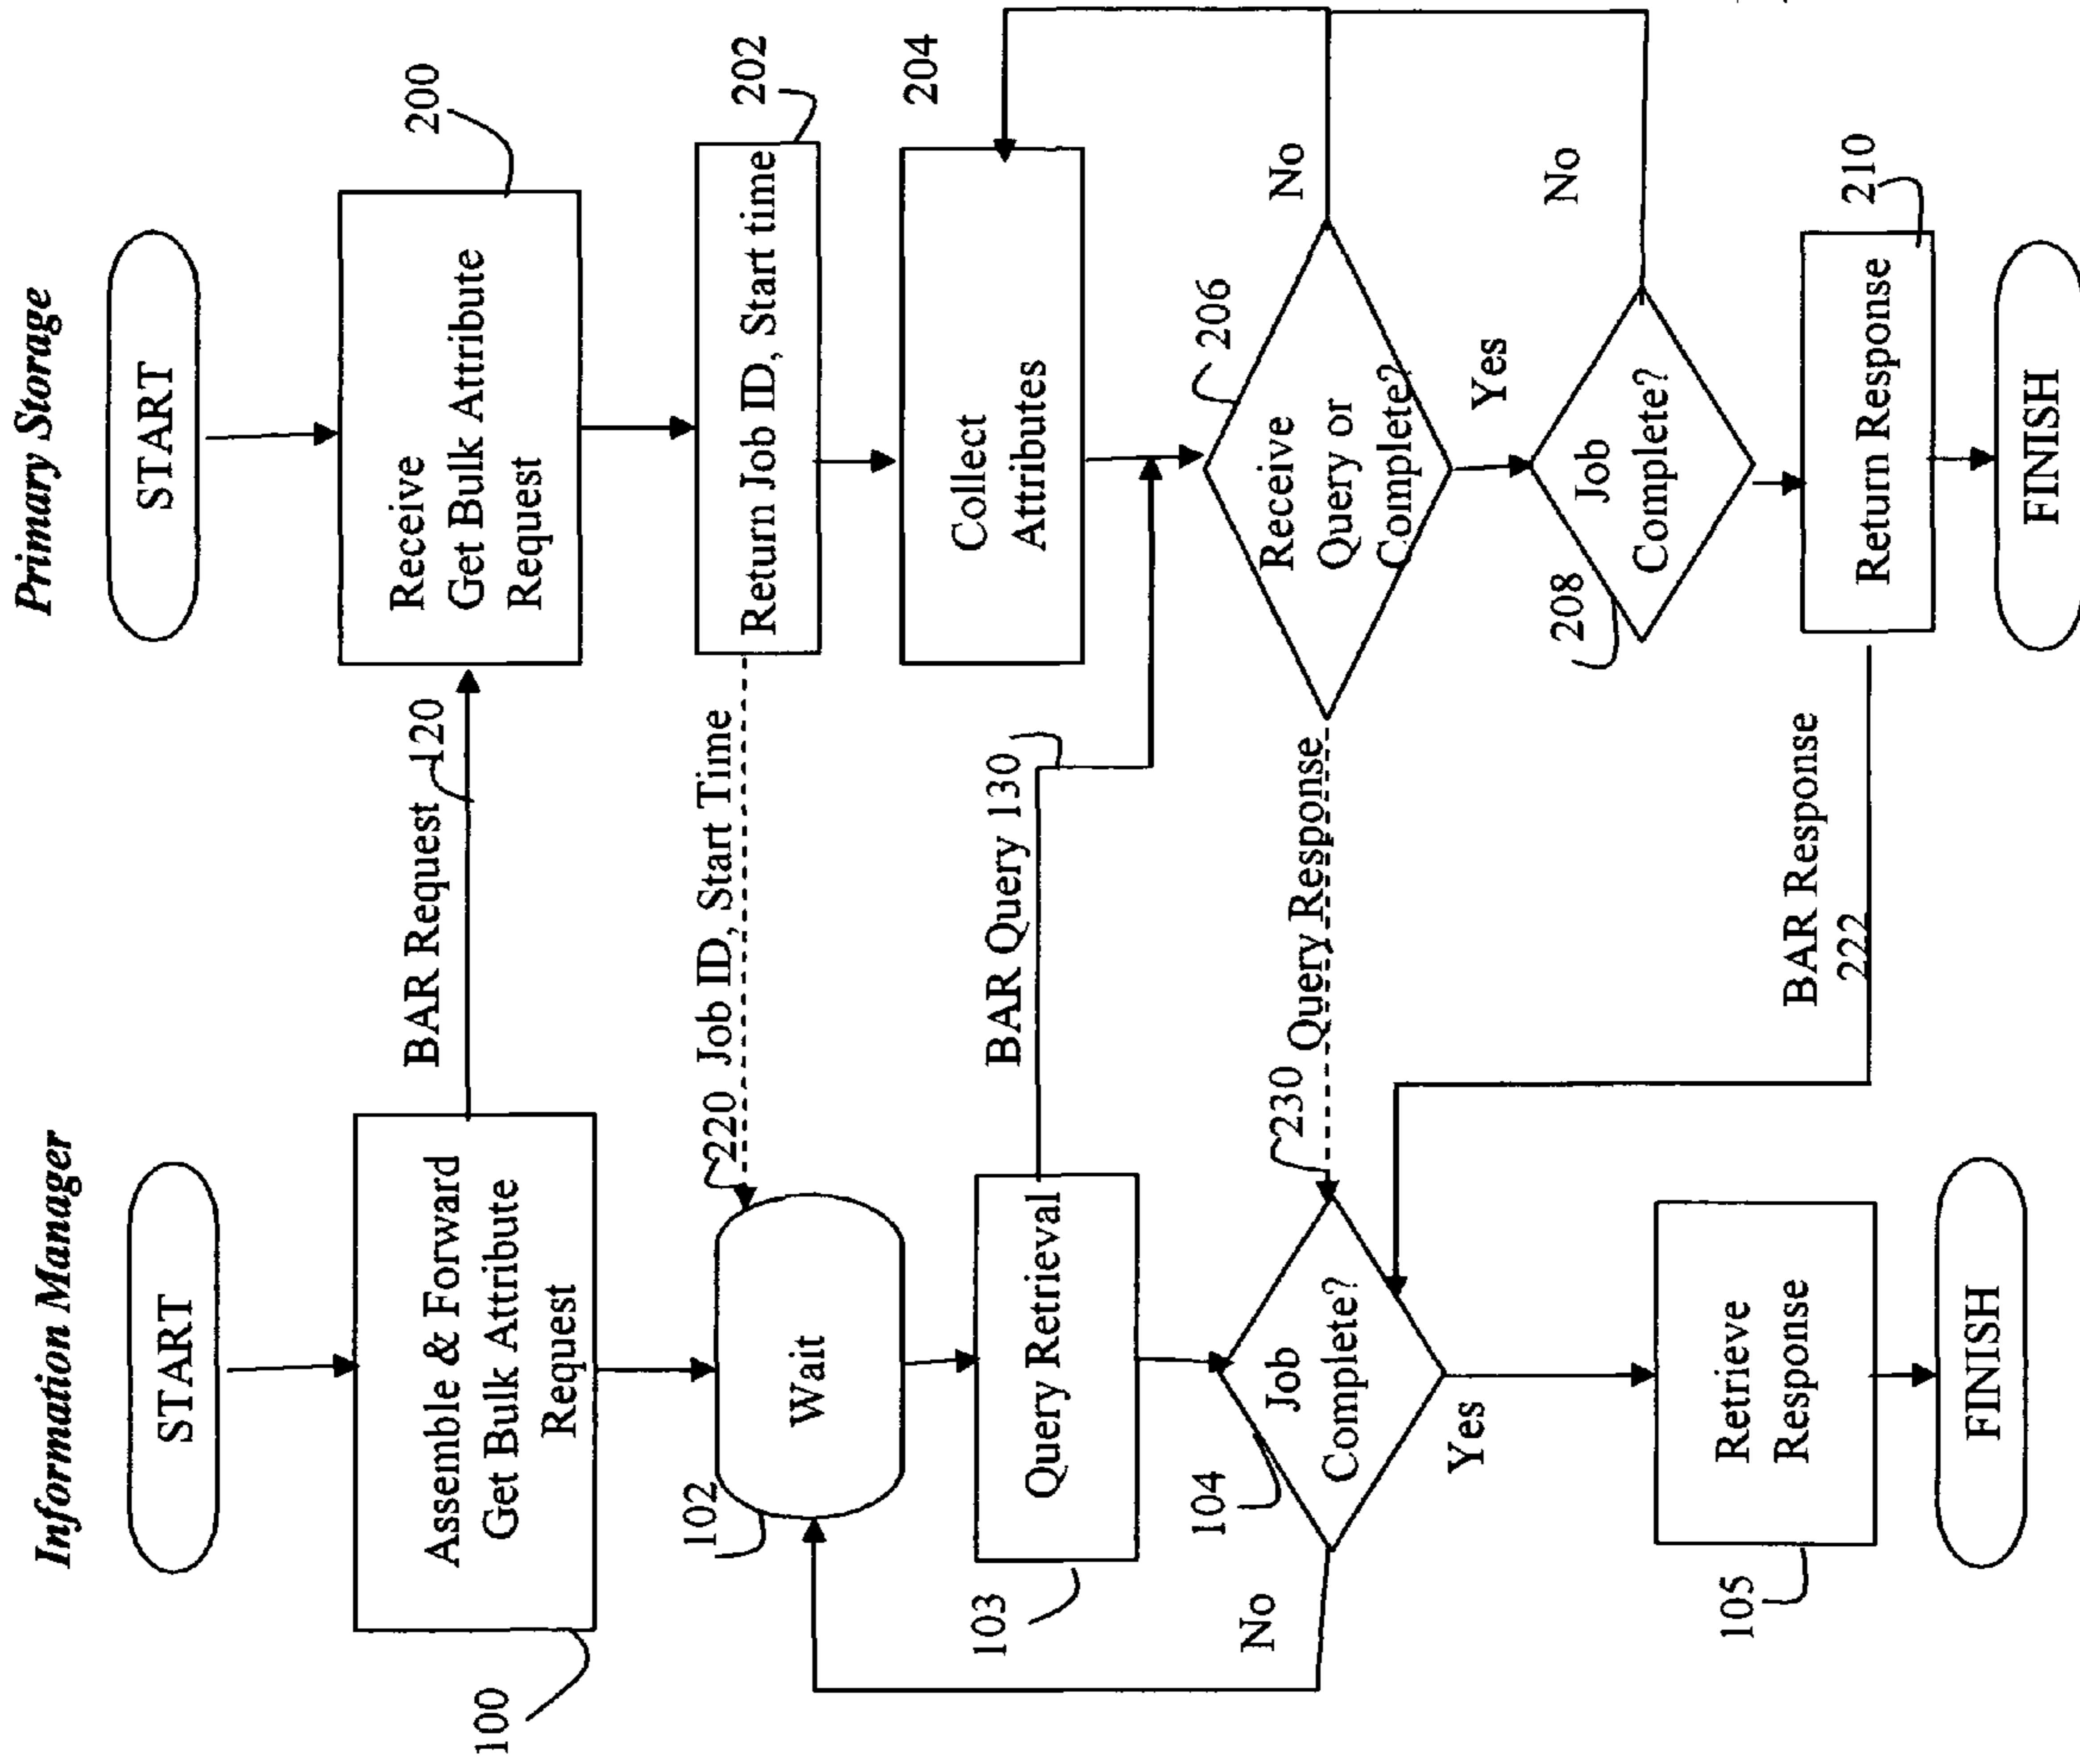 Information Manager
START
Assemble & Forward
Get Bulk Attribute
Request
100
102
Wait
103
Query Retrieval
104
Job
Complete?
No
Yes
105
Retrieve
Response
FINISH
BAR Request
120
220
Job ID, Start Time
BAR Query 130
230
Query Response
BAR Response
222
Primary Storage
START
Receive
Get Bulk Attribute
Request
200
Return Job ID, Start time
202
Collect
Attributes
204
Receive
Query or
Complete?
206
No
Yes
Job
Complete?
208
No
Return Response
210
FINISH